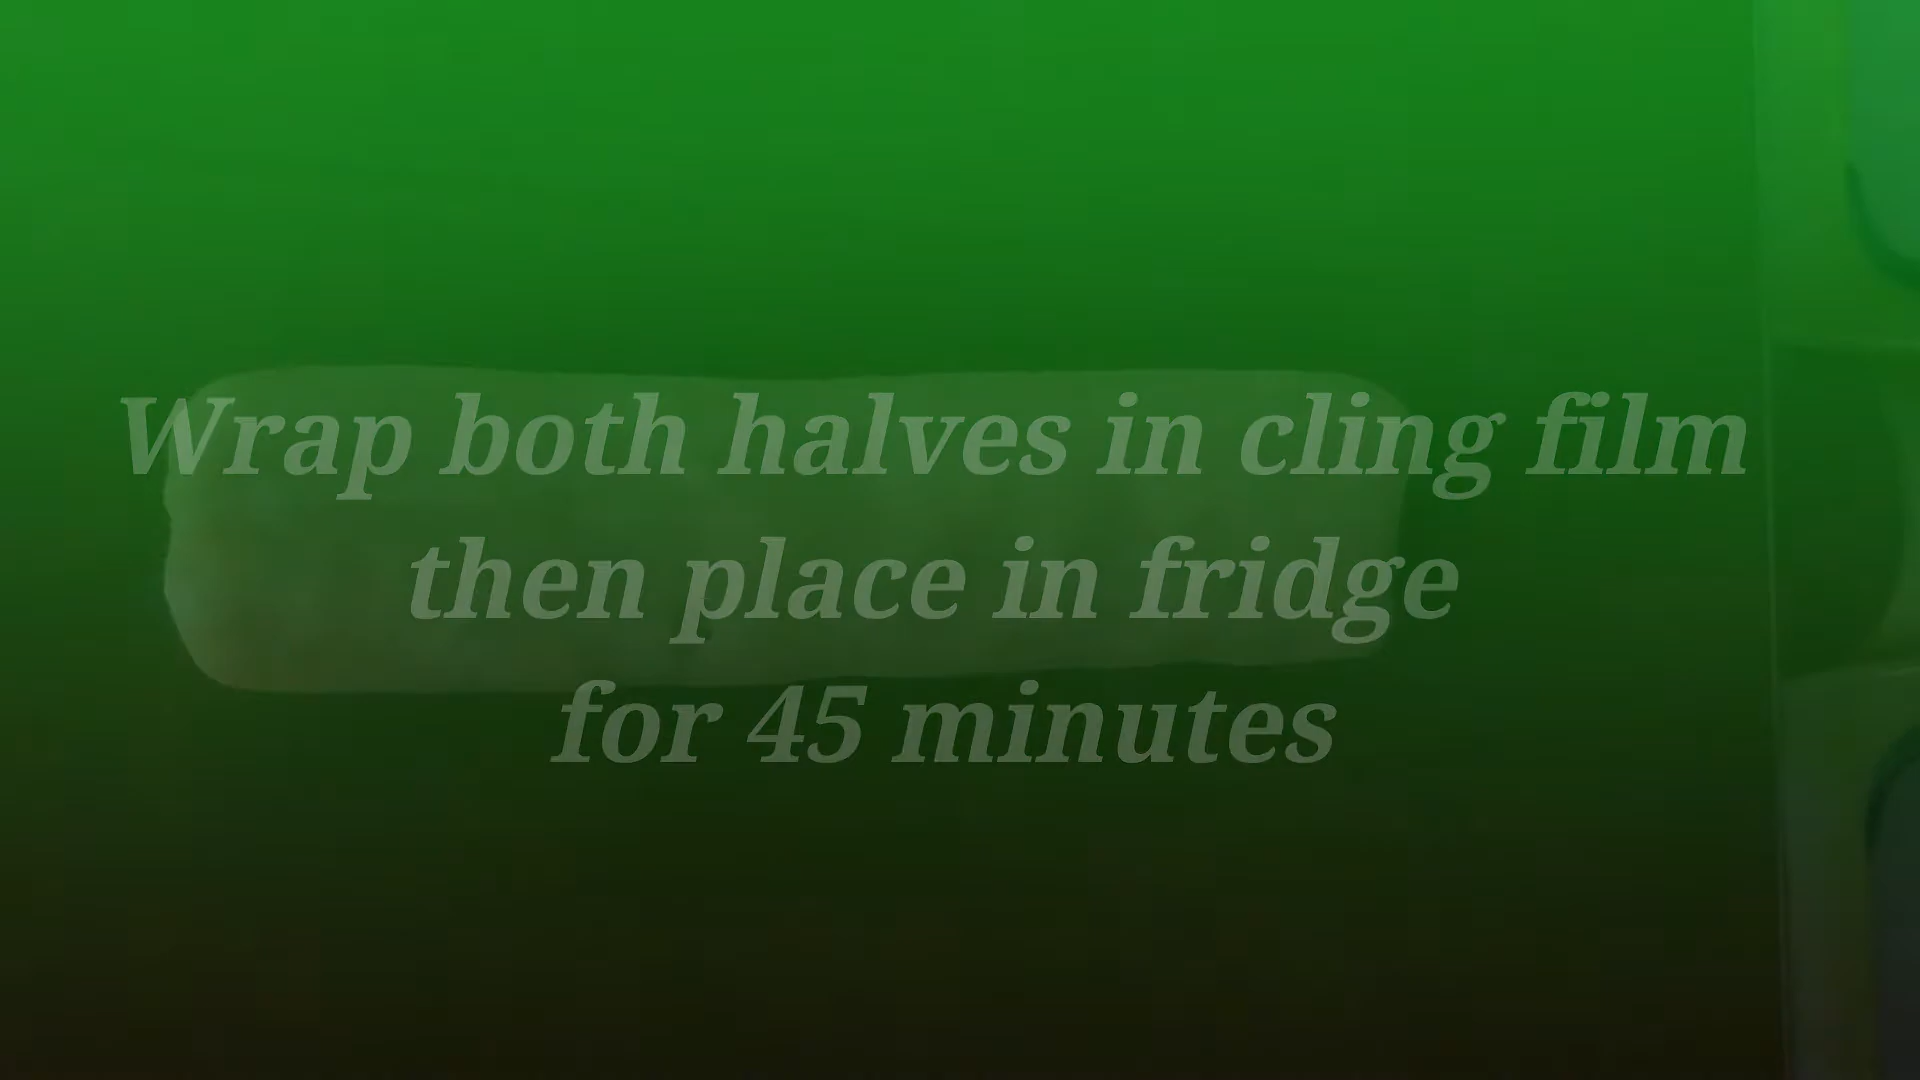 Wrap both halves in cling film
then place in fridge
for 45 minutes